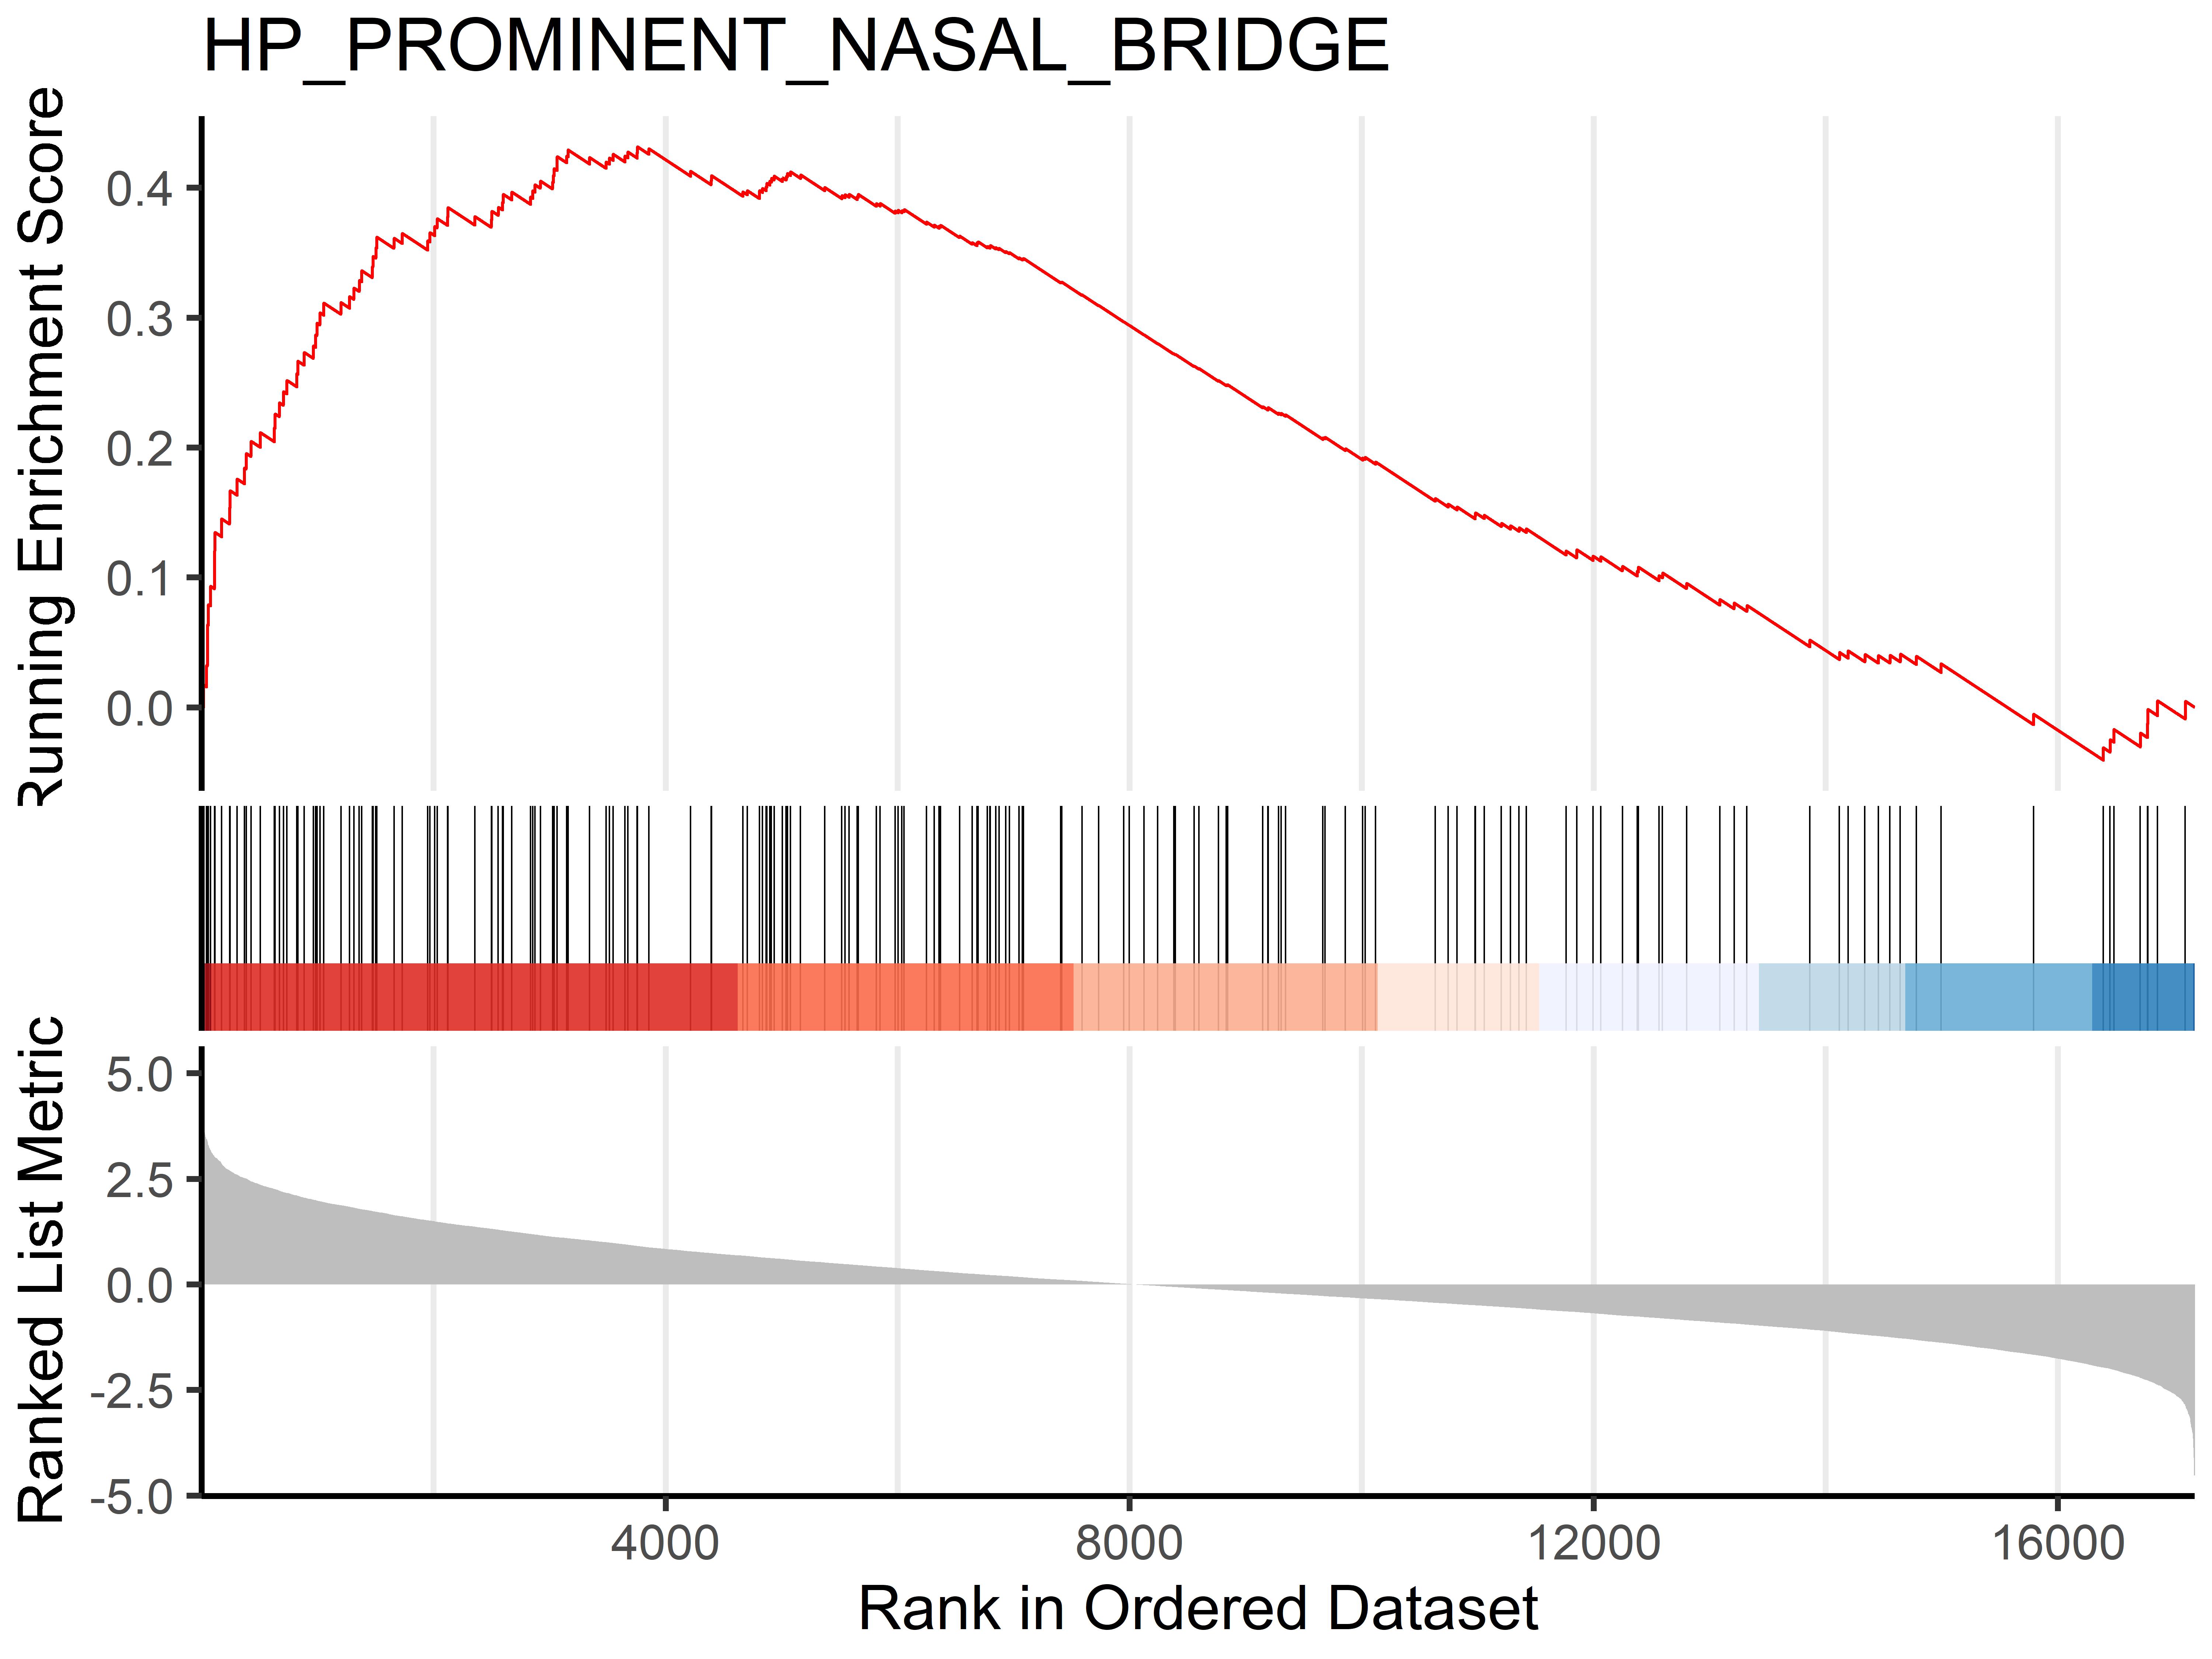 HP_PROMINENT_NASAL_BRIDGE
Running Enrichment Score
0.4
0.3
0.2
0.1
0.0
Ranked List Metric
5.0
2.5
0.0
-2.5
-5.0
4000 8000 12000 16000
Rank in Ordered Dataset